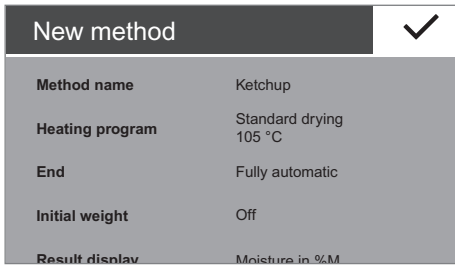 New method
Method name Ketchup
Heating program Standard drying
105 °C
End Fully automatic
Initial weight Off
Result display Moisture in %M